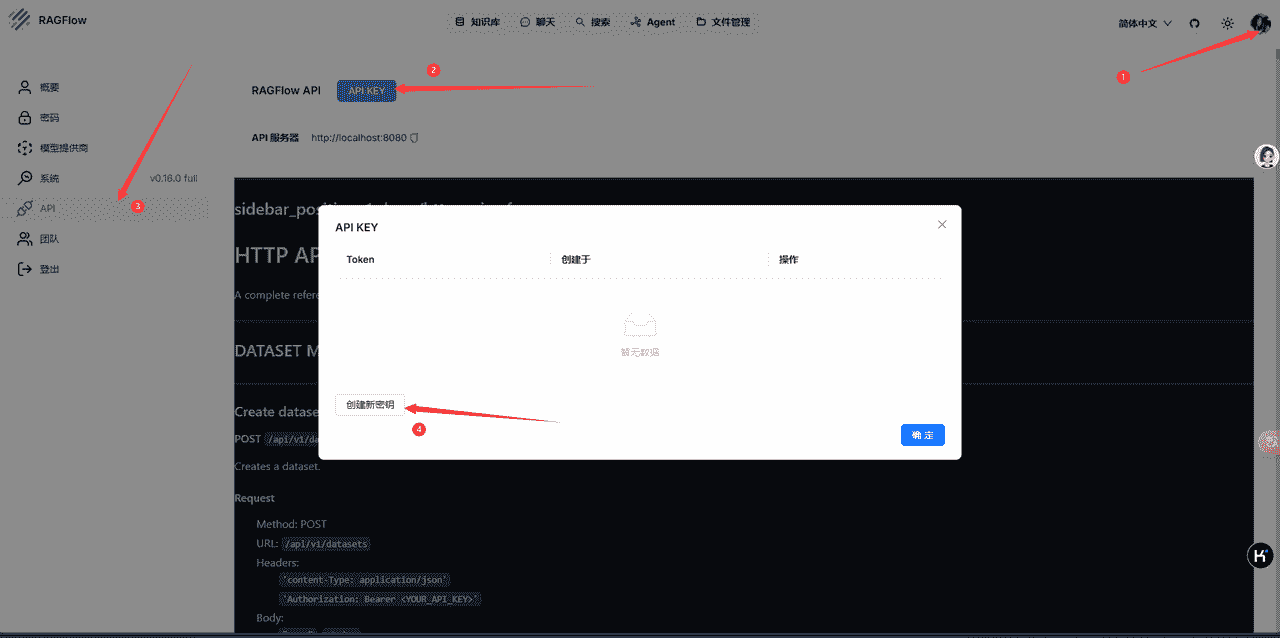 RAGFlow
知识库 聊天 搜索 Agent 文件管理
简体中文
1
2
3
4
概要
密码
模型提供商
系统 v0.16.0 full
API
团队
登出
RAGFlow API API KEY
API 服务器 http://localhost:8080
HTTP AP
A complete refere
DATASET M
Create datase
POST /api/v1/da
Creates a dataset.
Request
Method: POST
URL: /api/v1/datasets
Headers:
'content-Type: application/json'
'Authorization: Bearer <YOUR_API_KEY>'
Body:
API KEY
Token 创建于 操作
暂无数据
创建新密钥
确 定